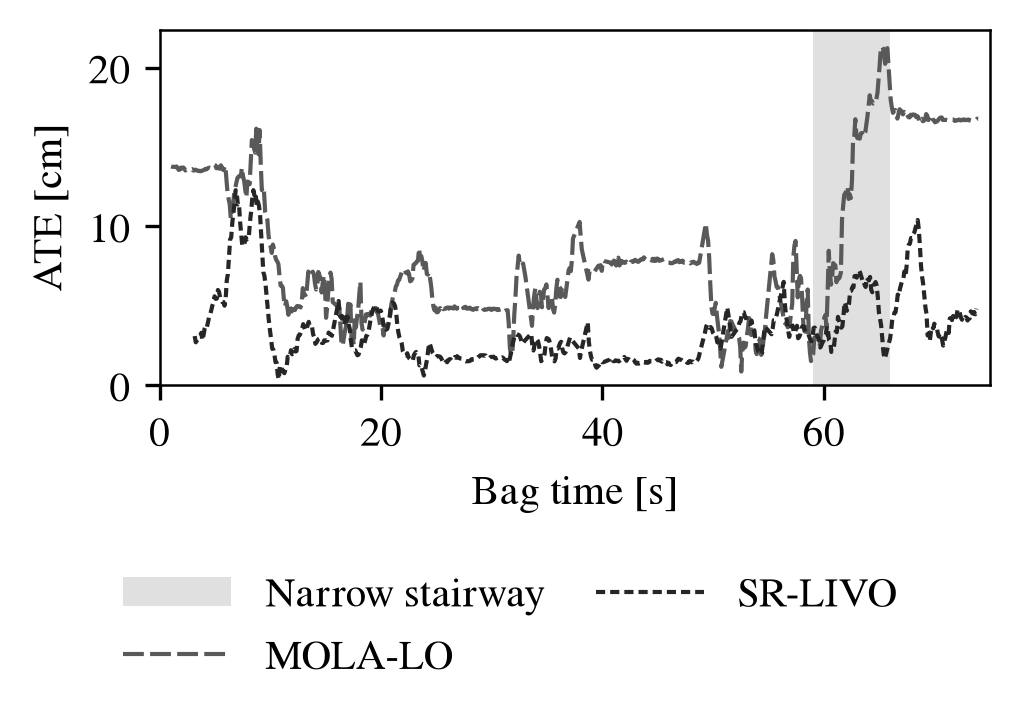 20
10
0
ATE [cm]
0 20 40 60
Bag time [s]
Narrow stairway SR-LIVO
MOLA-LO